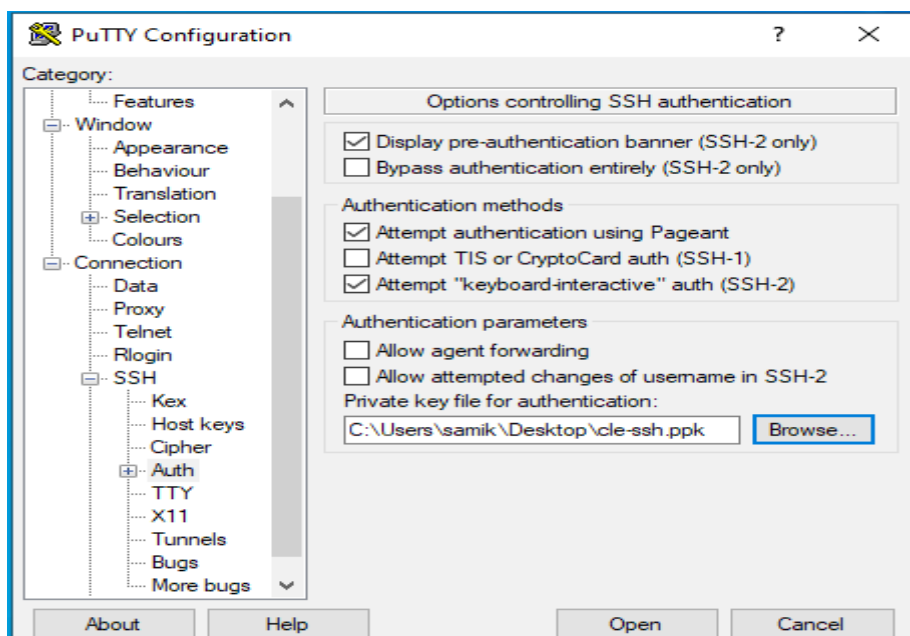 PuTTY Configuration
?
Category:
Features
Window
Appearance
Behaviour
Translation
Selection
Colours
Connection
Data
Proxy
Telnet
Rlogin
SSH
Kex
Host keys
Cipher
Auth
TTY
X11
Tunnels
Bugs
More bugs
Options controlling SSH authentication
Display pre-authentication banner (SSH-2 only)
Bypass authentication entirely (SSH-2 only)
Authentication methods
Attempt authentication using Pageant
Attempt TIS or CryptoCard auth (SSH-1)
Attempt "keyboard-interactive" auth (SSH-2)
Authentication parameters
Allow agent forwarding
Allow attempted changes of username in SSH-2
Private key file for authentication:
C:\Users\samik\Desktop\cle-ssh.ppk
Browse...
About
Help
Open
Cancel